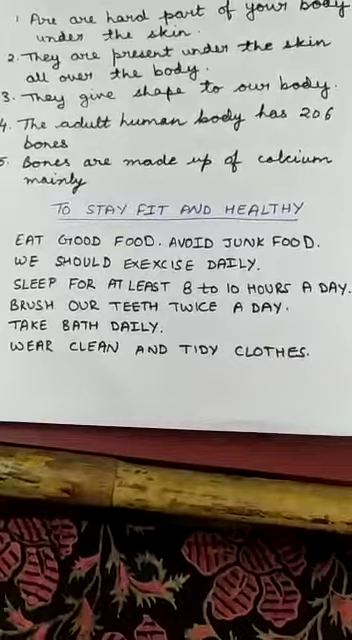 1 Are are hard part of your body
under the skin.
2. They are present under the skin
all over the body.
3. They give shape to our body.
4. The adult human body has 206
bones
5. Bones are made up of calcium
mainly
TO STAY FIT AND HEALTHY
EAT GOOD FOOD. AVOID JUNK FOOD.
WE SHOULD EXEXCISE DAILY.
SLEEP FOR AT LEAST 8 to 10 HOURS A DAY.
BRUSH OUR TEETH TWICE A DAY.
TAKE BATH DAILY.
WEAR CLEAN AND TIDY CLOTHES.